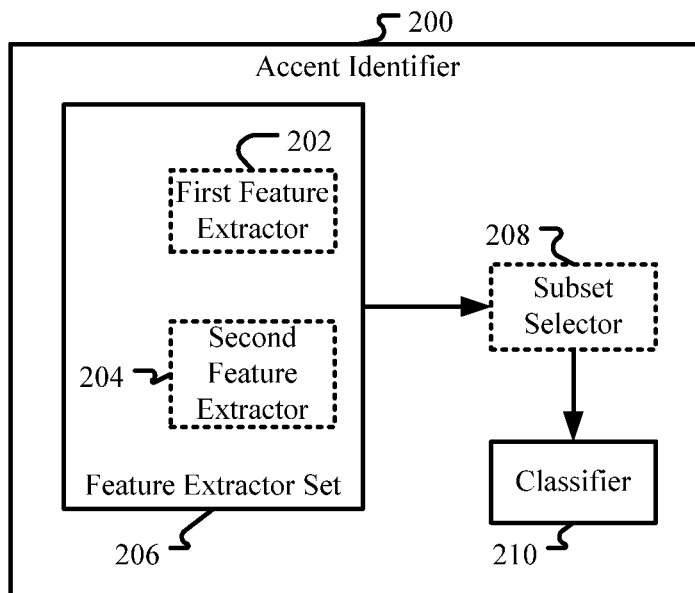 200
Accent Identifier
202
First Feature
Extractor
208
Subset
Selector
204
Second
Feature
Extractor
Feature Extractor Set
206
Classifier
210